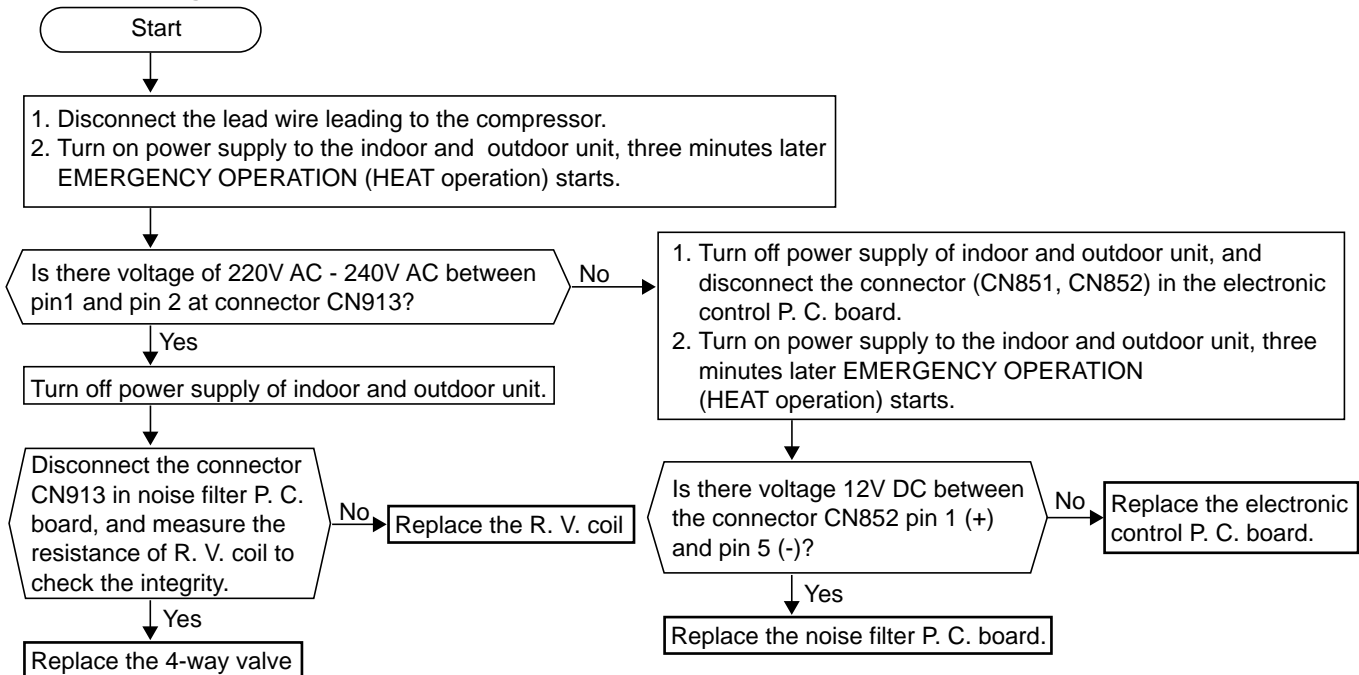 Start
1. Disconnect the lead wire leading to the compressor.
2. Turn on power supply to the indoor and outdoor unit, three minutes later
EMERGENCY OPERATION (HEAT operation) starts.
Is there voltage of 220V AC - 240V AC between
pin1 and pin 2 at connector CN913?
No
1. Turn off power supply of indoor and outdoor unit, and
disconnect the connector (CN851, CN852) in the electronic
control P. C. board.
2. Turn on power supply to the indoor and outdoor unit, three
minutes later EMERGENCY OPERATION
(HEAT operation) starts.
Yes
Turn off power supply of indoor and outdoor unit.
Disconnect the connector
CN913 in noise filter P. C.
board, and measure the
resistance of R. V. coil to
check the integrity.
No
Replace the R. V. coil
Is there voltage 12V DC between
the connector CN852 pin 1 (+)
and pin 5 (-)?
No
Replace the electronic
control P. C. board.
Yes
Replace the 4-way valve
Yes
Replace the noise filter P. C. board.